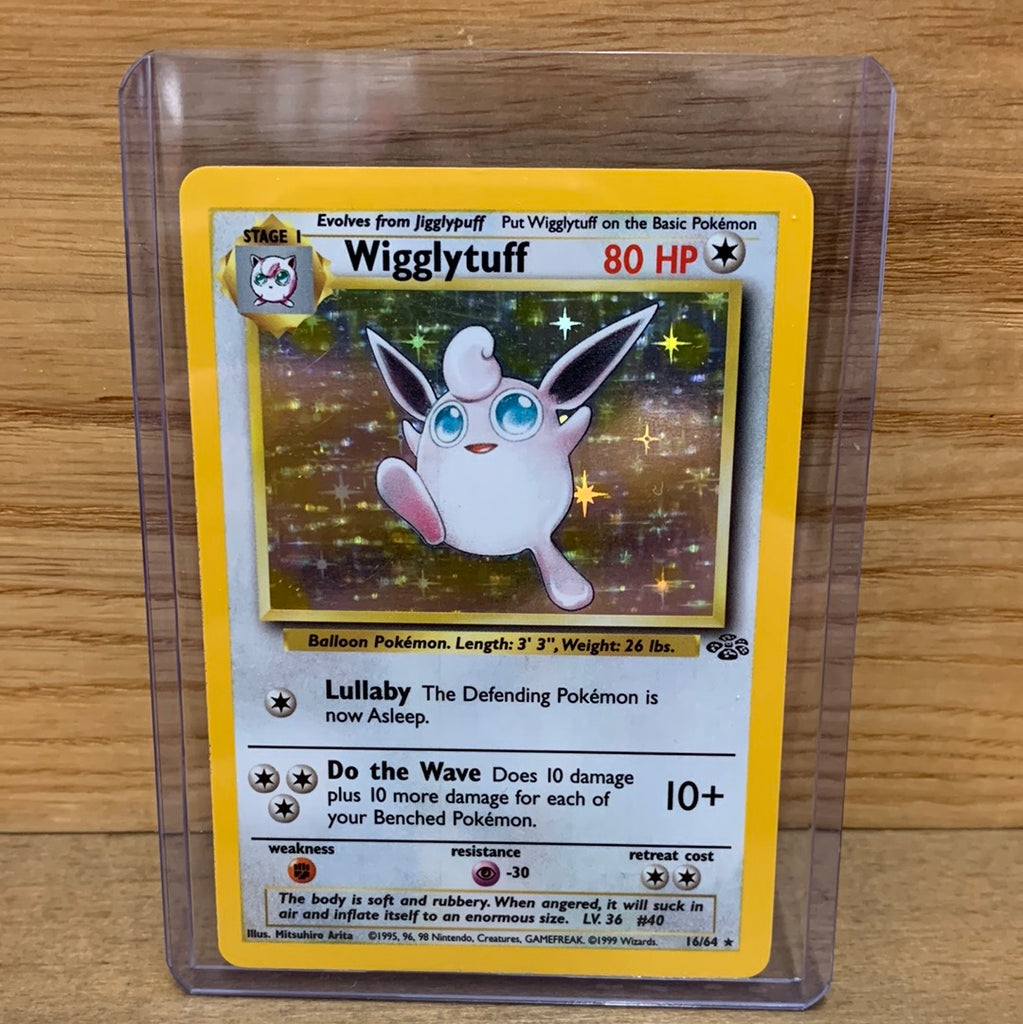 Evolves from Jigglypuff Put Wigglytuff on the Basic Pokémon
STAGE 1
Wigglytuff 80 HP
Balloon Pokémon. Length: 3' 3", Weight: 26 lbs.
Lullaby The Defending Pokémon is
now Asleep.
Do the Wave Does 10 damage
plus 10 more damage for each of
your Benched Pokémon.
10+
weakness resistance retreat cost
-30
The body is soft and rubbery. When angered, it will suck in
air and inflate itself to an enormous size. LV. 36 #40
Illus. Mitsuhiro Arita ©1995, 96, 98 Nintendo, Creatures, GAMEFREAK. ©1999 Wizards. 16/64 ★